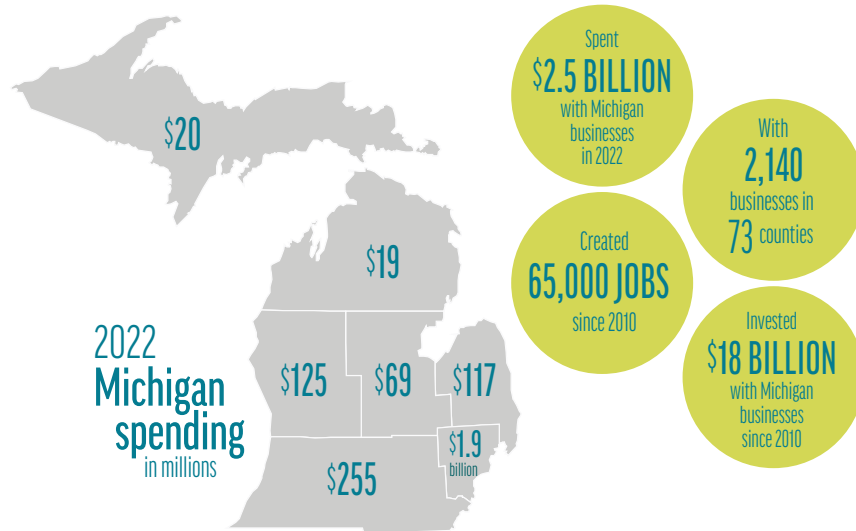 $20
$19
2022
Michigan
spending
in millions
$125
$69
$117
$1.9
billion
$255
Spent
$2.5 BILLION
with Michigan
businesses
in 2022
With
2,140
businesses in
73 counties
Created
65,000 JOBS
since 2010
Invested
$18 BILLION
with Michigan
businesses
since 2010